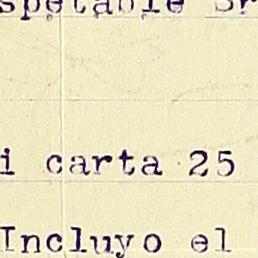 spetable Sr
i carta 25
Incluyo el